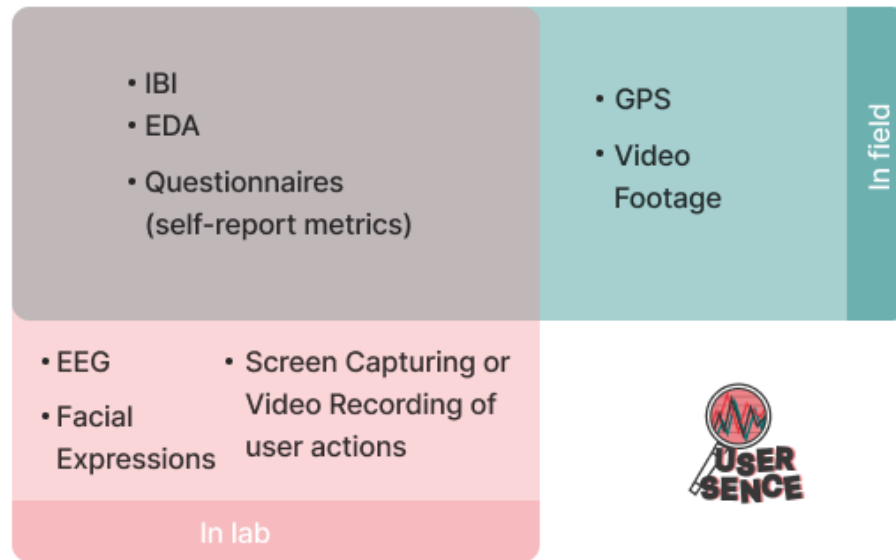 • IBI
• EDA
• Questionnaires
(self-report metrics)
• GPS
• Video
Footage
In field
• EEG
• Facial
Expressions
• Screen Capturing or
Video Recording of
user actions
In lab
USER
SENCE